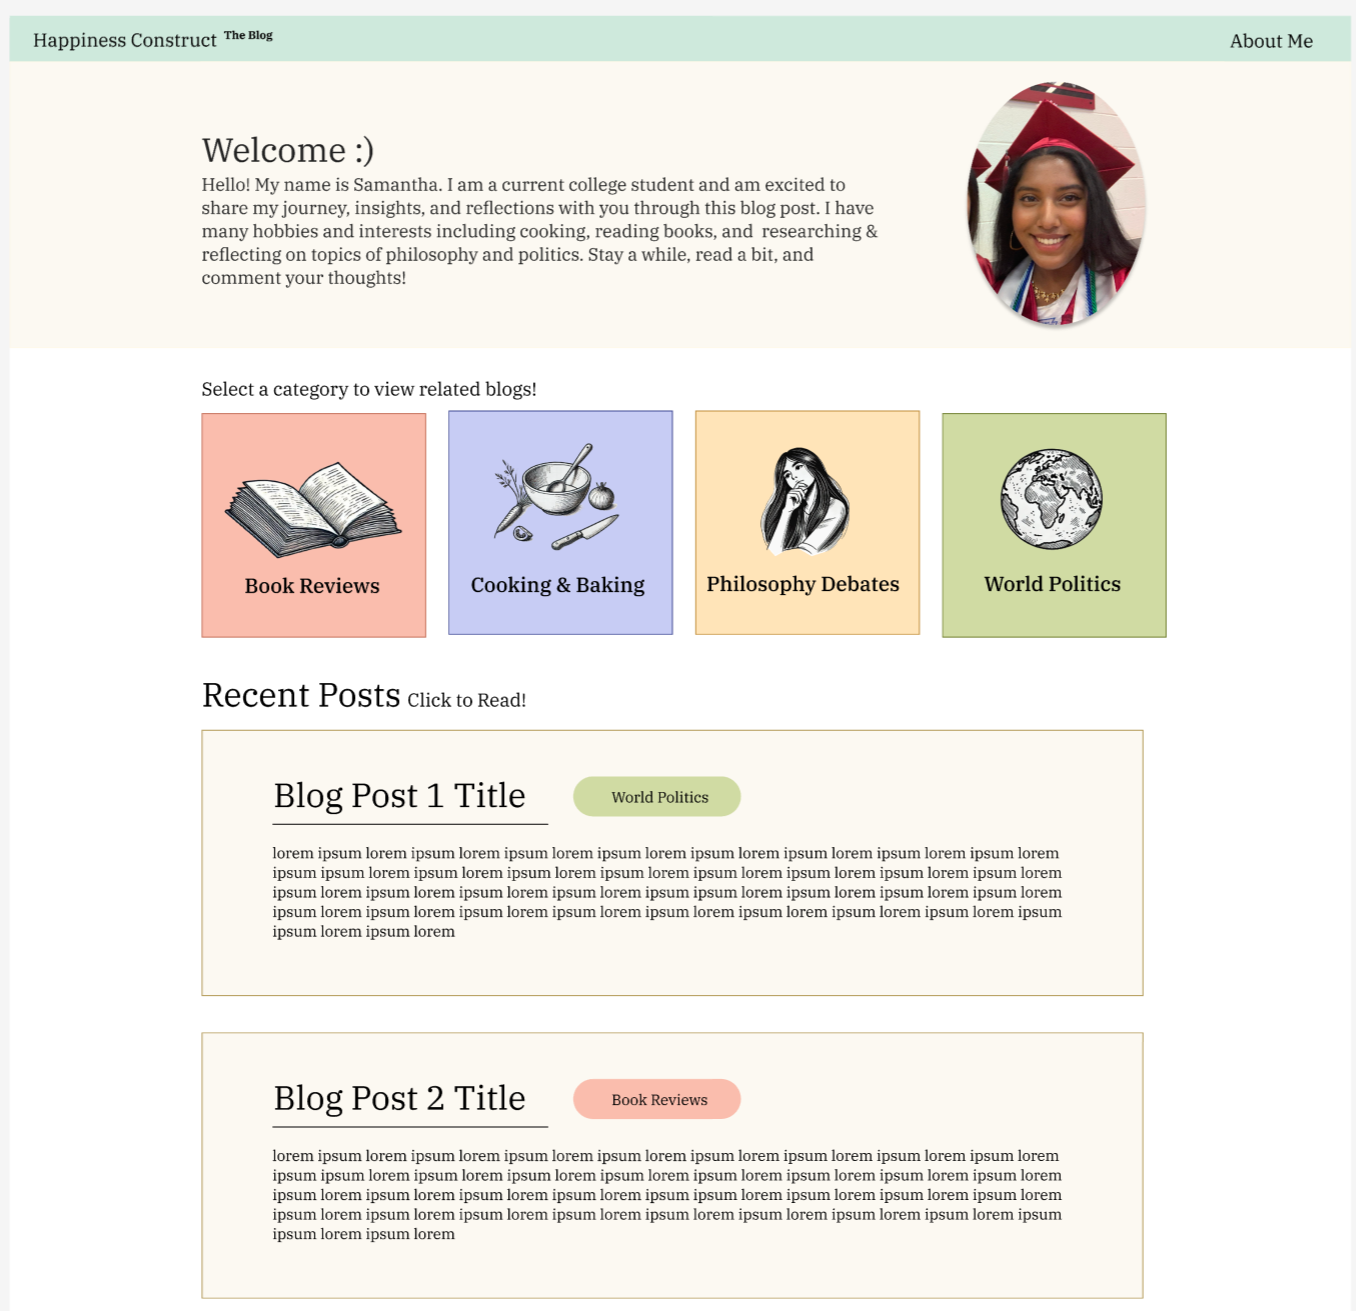 Happiness Construct The Blog
About Me
Welcome :)
Hello! My name is Samantha. I am a current college student and am excited to
share my journey, insights, and reflections with you through this blog post. I have
many hobbies and interests including cooking, reading books, and  researching &
reflecting on topics of philosophy and politics. Stay a while, read a bit, and
comment your thoughts!
Select a category to view related blogs!
Book Reviews
Cooking & Baking
Philosophy Debates
World Politics
Recent Posts Click to Read!
Blog Post 1 Title
World Politics
lorem ipsum lorem ipsum lorem ipsum lorem ipsum lorem ipsum lorem ipsum lorem ipsum lorem ipsum lorem
ipsum ipsum lorem ipsum lorem ipsum lorem ipsum lorem ipsum lorem ipsum lorem ipsum lorem ipsum lorem
ipsum lorem ipsum lorem ipsum lorem ipsum lorem ipsum ipsum lorem ipsum lorem ipsum lorem ipsum lorem
ipsum lorem ipsum lorem ipsum lorem ipsum lorem ipsum lorem ipsum lorem ipsum lorem ipsum lorem ipsum
ipsum lorem ipsum lorem
Blog Post 2 Title
Book Reviews
lorem ipsum lorem ipsum lorem ipsum lorem ipsum lorem ipsum lorem ipsum lorem ipsum lorem ipsum lorem
ipsum ipsum lorem ipsum lorem ipsum lorem ipsum lorem ipsum lorem ipsum lorem ipsum lorem ipsum lorem
ipsum lorem ipsum lorem ipsum lorem ipsum lorem ipsum ipsum lorem ipsum lorem ipsum lorem ipsum lorem
ipsum lorem ipsum lorem ipsum lorem ipsum lorem ipsum lorem ipsum lorem ipsum lorem ipsum lorem ipsum
ipsum lorem ipsum lorem